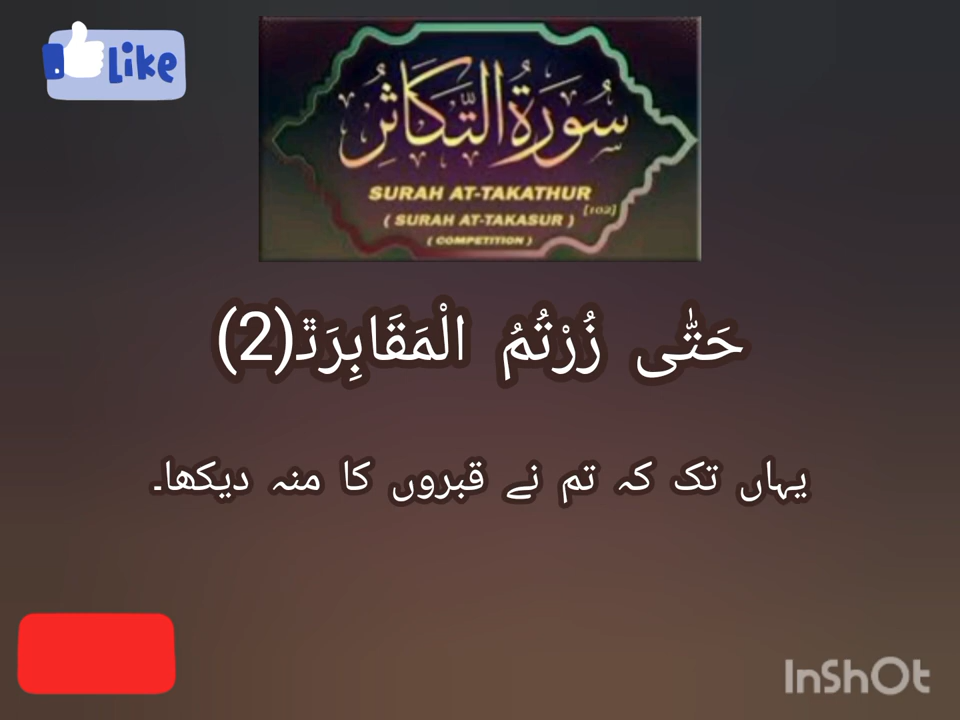 Like
سُورَةُ التَّكَاثُرِ
SURAH AT-TAKATHUR
[102]
( SURAH AT-TAKASUR )
( COMPETITION )
حَتّٰى زُرْتُمُ الْمَقَابِرَؕ(2)
یہاں تک کہ تم نے قبروں کا منہ دیکھا۔
InShOt